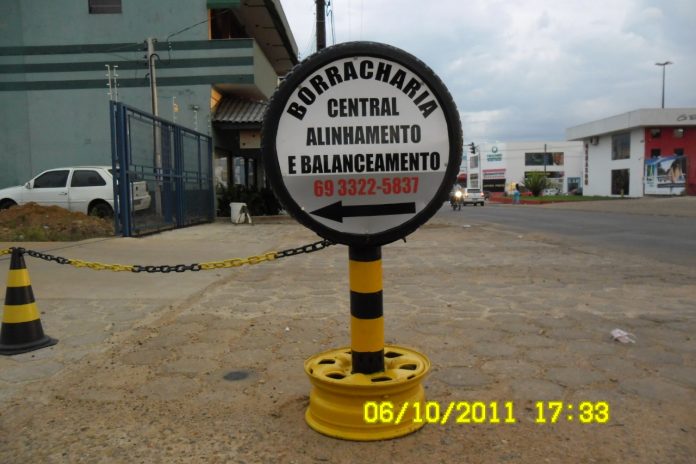 BORRACHARIA
CENTRAL
ALINHAMENTO
E BALANCEAMENTO
69 3322-5837
06/10/2011 17:33